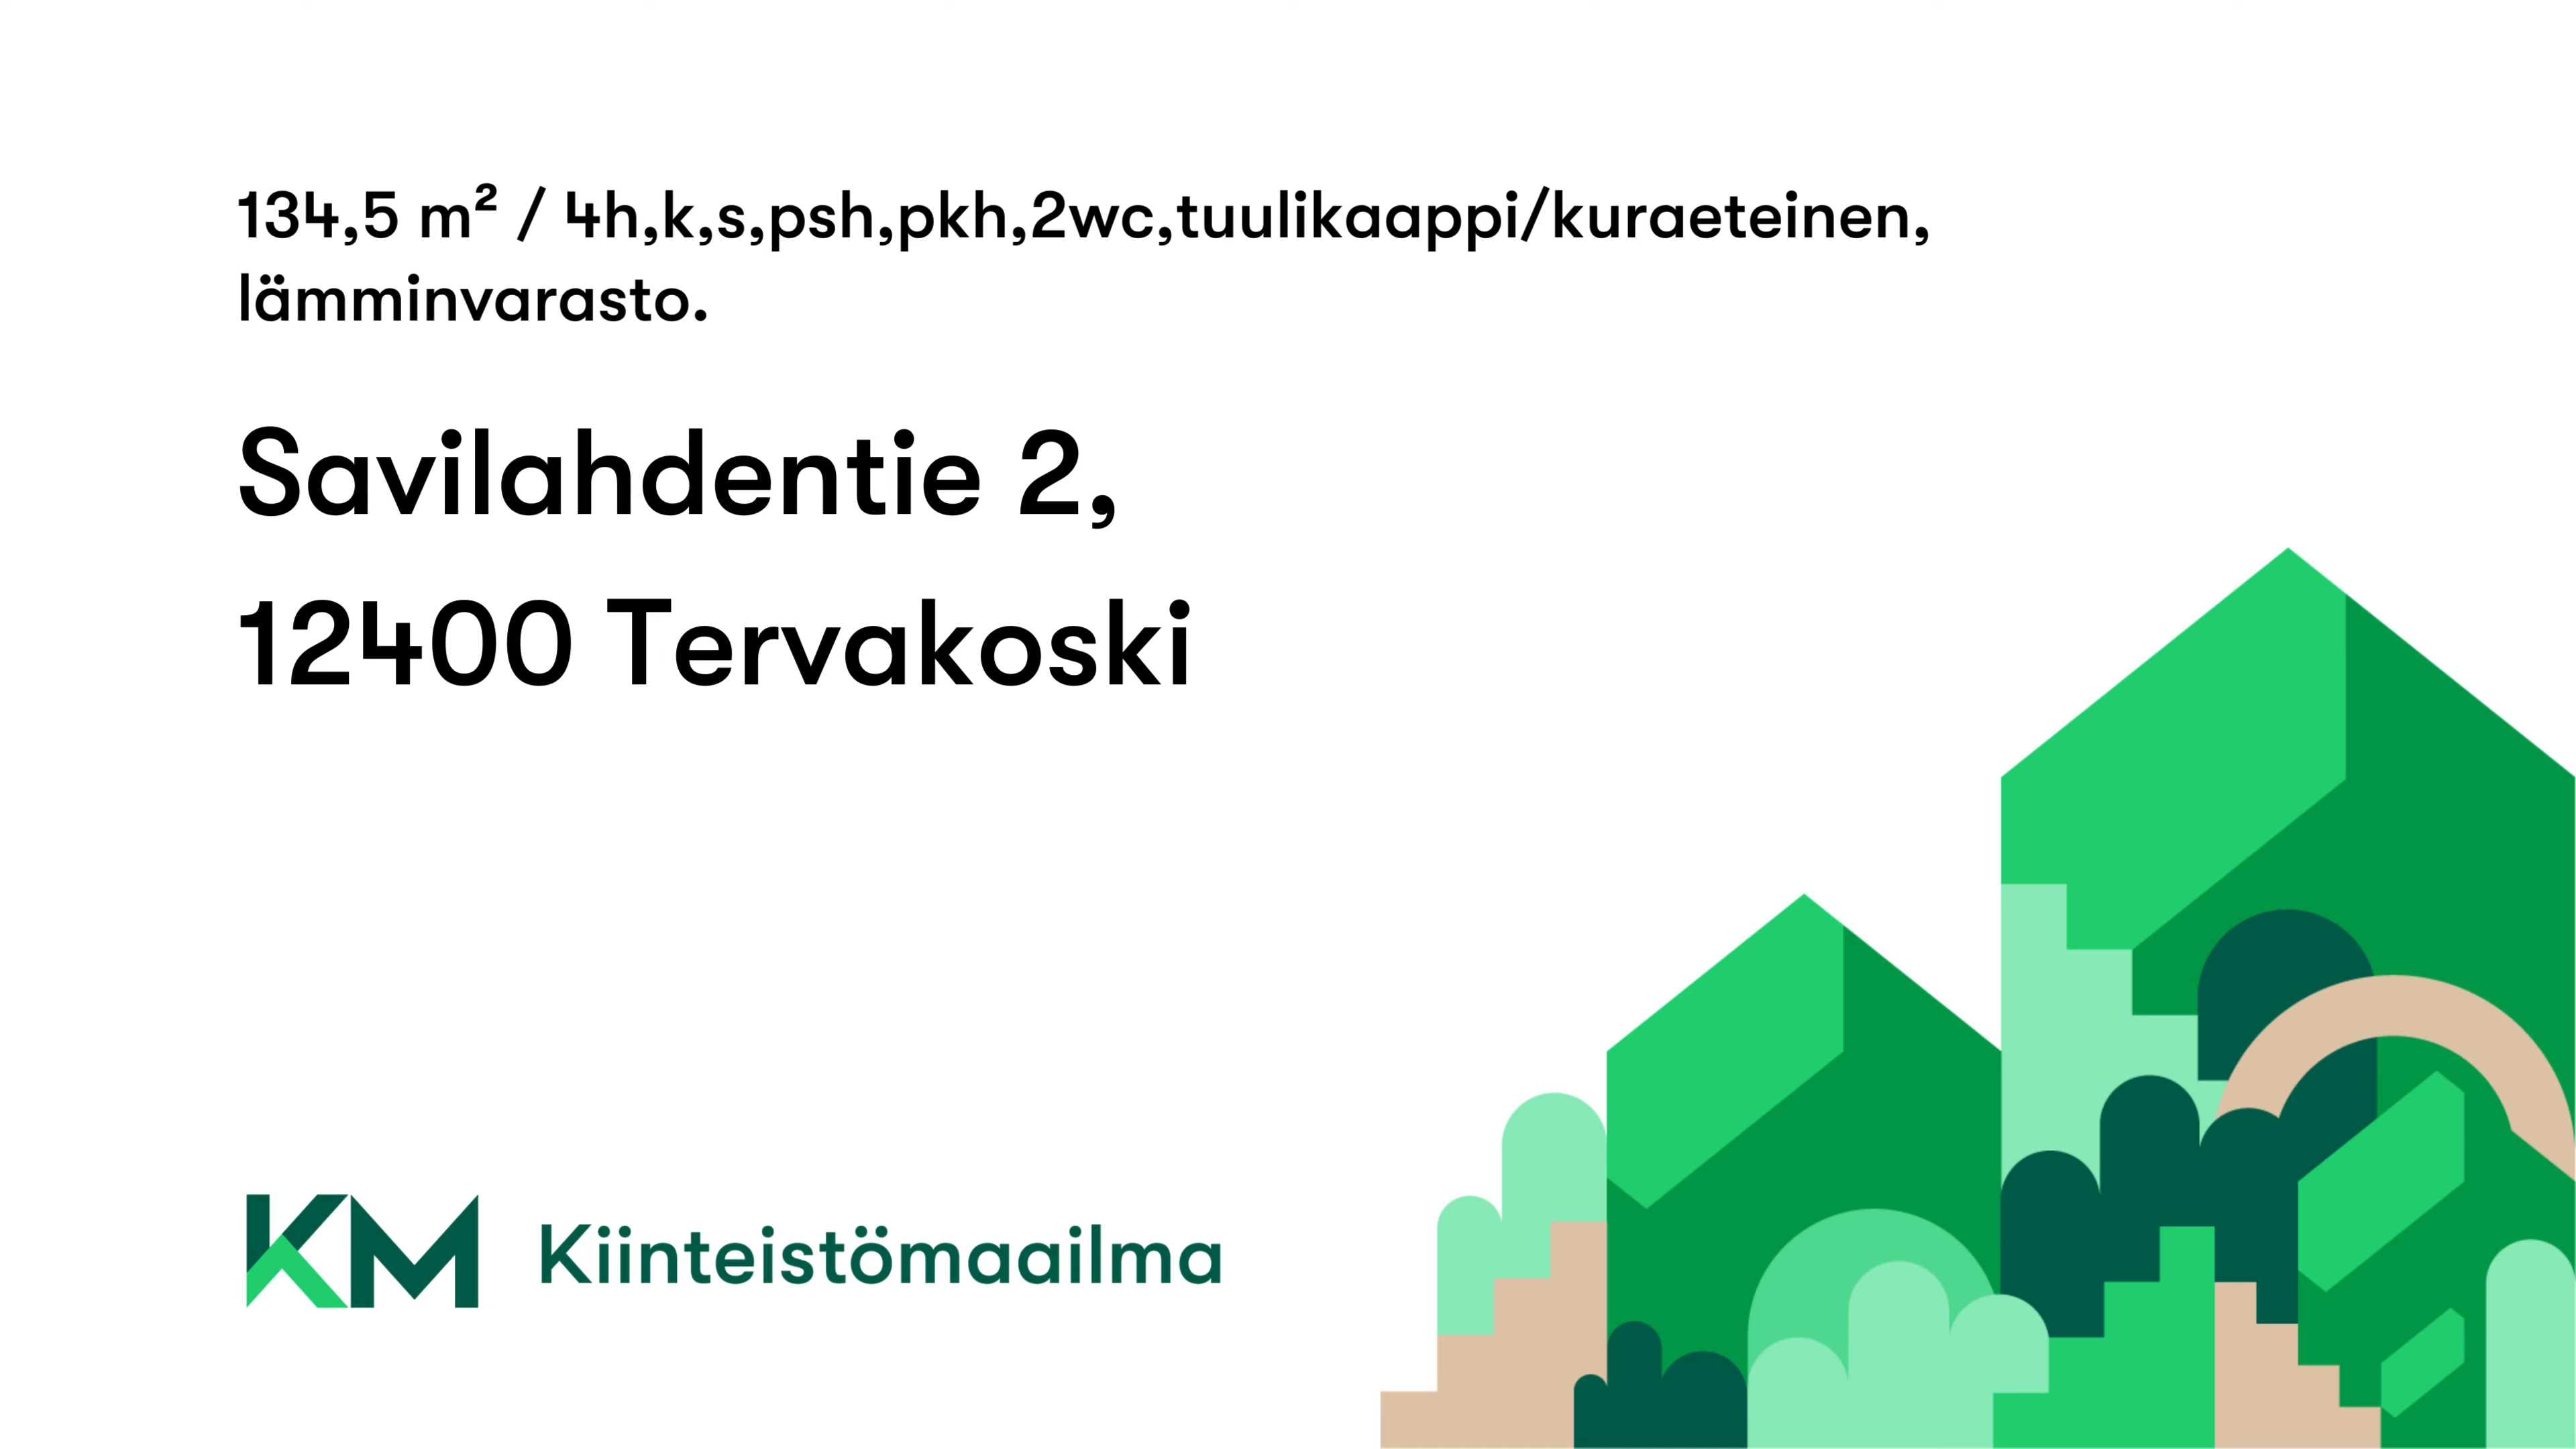 134,5 m² / 4h,k,s,psh,pkh,2wc,tuulikaappi/kuraeteinen,
lämminvarasto.
Savilahdentie 2,
12400 Tervakoski
KM Kiinteistömaailma